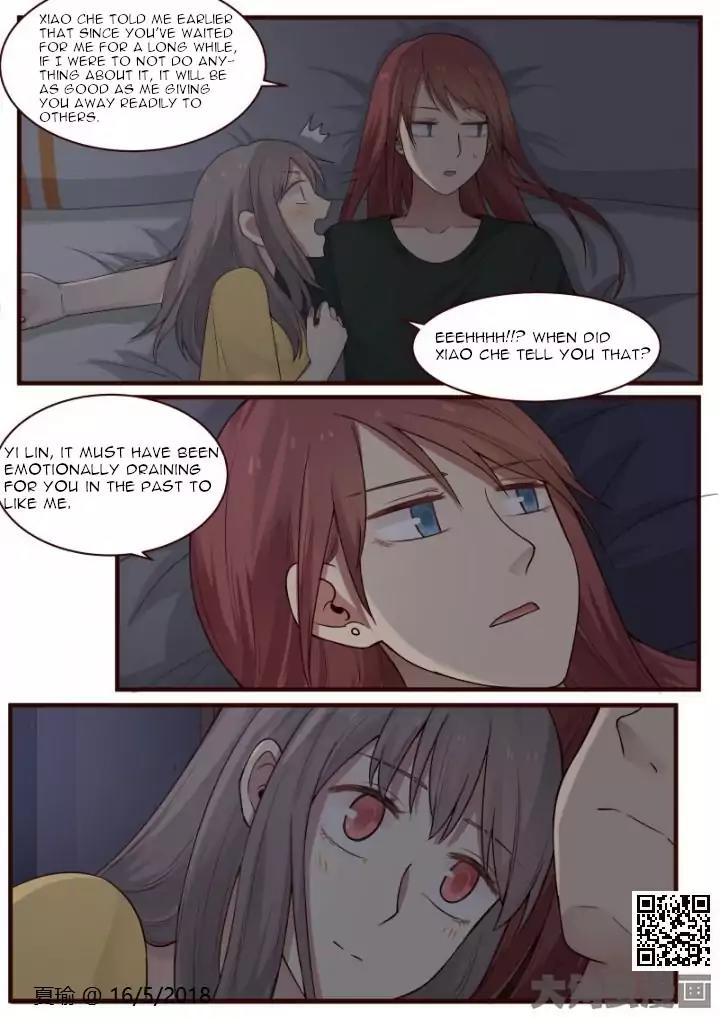 XIAO CHE TOLD ME EARLIER
THAT SINCE YOU'VE WAITED
FOR ME FOR A LONG WHILE,
IF I WERE TO NOT DO ANY-
THING ABOUT IT, IT WILL BE
AS GOOD AS ME GIVING
YOU AWAY READILY TO
OTHERS.
EEEHHHH!!? WHEN DID
XIAO CHE TELL YOU THAT?
YI LIN, IT MUST HAVE BEEN
EMOTIONALLY DRAINING
FOR YOU IN THE PAST TO
LIKE ME.
夏瑜 @ 16/5/2018